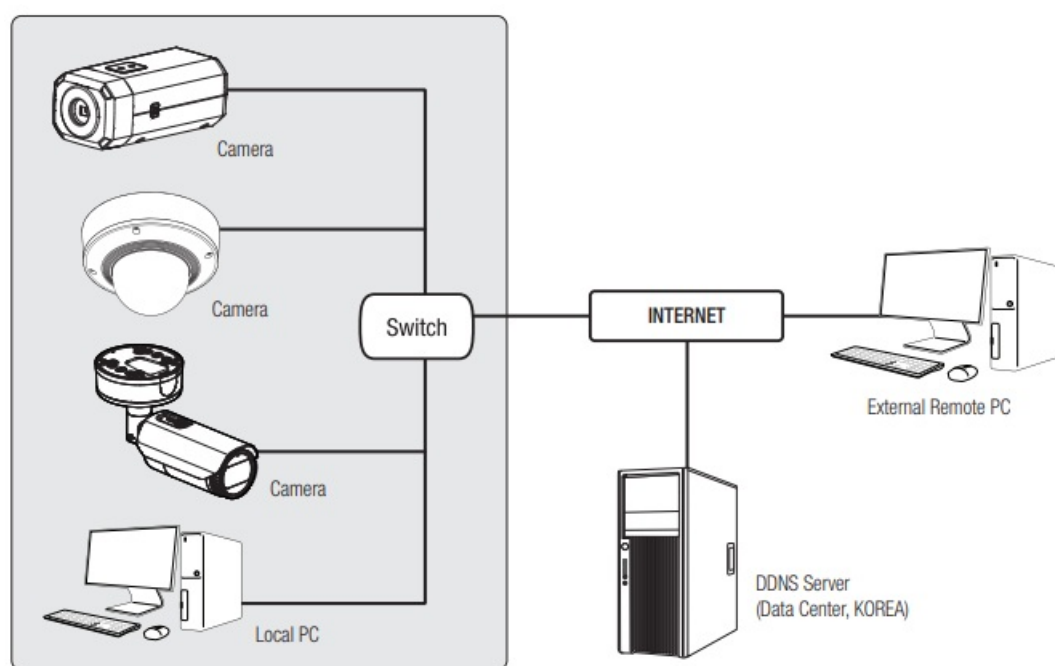 Camera
Camera
Switch
INTERNET
External Remote PC
Camera
DDNS Server
(Data Center, KOREA)
Local PC